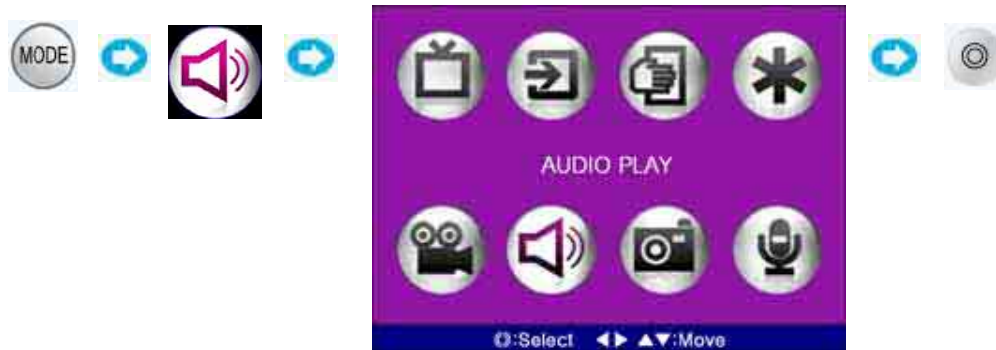 MODE
AUDIO PLAY
◎:Select ◀▶ ▲▼:Move